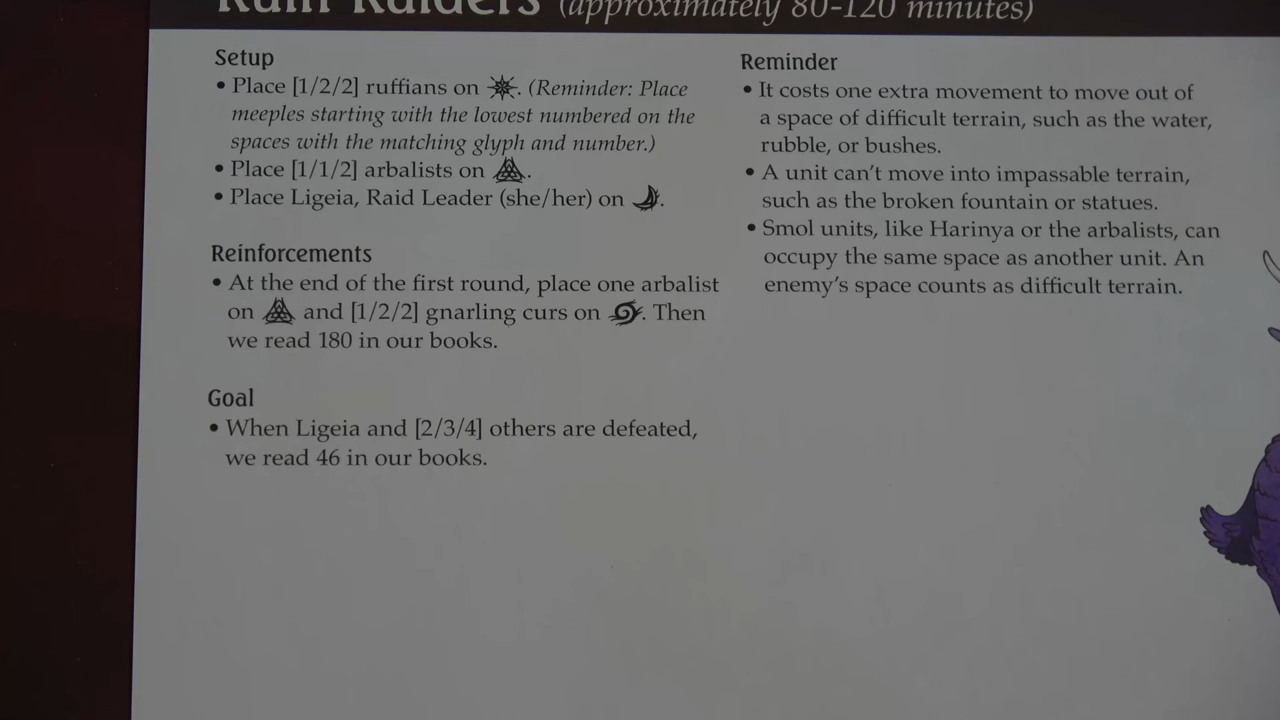 Ruin Raiders (approximately 80-120 minutes)
Setup
• Place [1/2/2] ruffians on . (Reminder: Place
meeples starting with the lowest numbered on the
spaces with the matching glyph and number.)
• Place [1/1/2] arbalists on .
• Place Ligeia, Raid Leader (she/her) on .
Reinforcements
• At the end of the first round, place one arbalist
on and [1/2/2] gnarling curs on . Then
we read 180 in our books.
Goal
• When Ligeia and [2/3/4] others are defeated,
we read 46 in our books.
Reminder
• It costs one extra movement to move out of
a space of difficult terrain, such as the water,
rubble, or bushes.
• A unit can't move into impassable terrain,
such as the broken fountain or statues.
• Smol units, like Harinya or the arbalists, can
occupy the same space as another unit. An
enemy's space counts as difficult terrain.